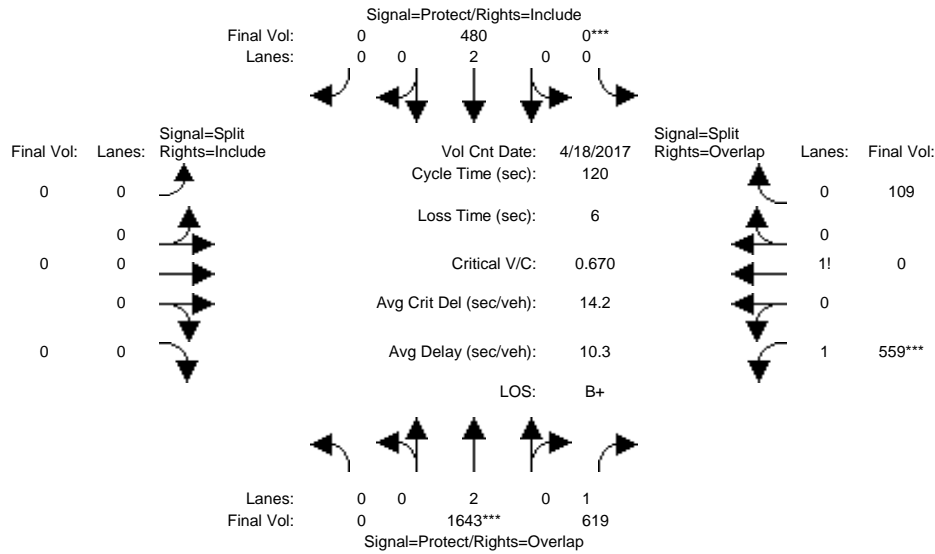 Signal=Protect/Rights=Include
Final Vol: 0 480 0***
Lanes: 0 0 2 0 0
Signal=Split Signal=Split
Final Vol: Lanes: Rights=Include Vol Cnt Date: 4/18/2017 Rights=Overlap Lanes: Final Vol:
Cycle Time (sec): 120
0 0 0 109
Loss Time (sec): 6
0 0
0 0 Critical V/C: 0.670 1! 0
0 Avg Crit Del (sec/veh): 14.2 0
0 0 Avg Delay (sec/veh): 10.3 1 559***
LOS: B+
Lanes: 0 0 2 0 1
Final Vol: 0 1643*** 619
Signal=Protect/Rights=Overlap